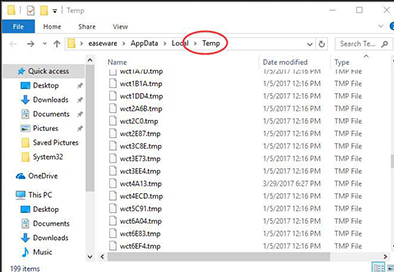 Temp
File Home Share View
easeware > AppData > Local > Temp
Search Te...
Name Date modified Type
Quick access
Desktop
Downloads
Documents
Pictures
Saved Pictures
System32
OneDrive
This PC
Desktop
Documents
Downloads
Music
wct1A7D.tmp 1/5/2017 12:16 PM TMP File
wct1B1A.tmp 1/5/2017 12:16 PM TMP File
wct1DD4.tmp 1/5/2017 12:16 PM TMP File
wct2A6B.tmp 1/5/2017 12:16 PM TMP File
wct2C0.tmp 1/5/2017 12:16 PM TMP File
wct2E87.tmp 1/5/2017 12:16 PM TMP File
wct3C8E.tmp 1/5/2017 12:16 PM TMP File
wct3E73.tmp 1/5/2017 12:16 PM TMP File
wct3EE4.tmp 1/5/2017 12:16 PM TMP File
wct4A13.tmp 3/29/2017 6:27 PM TMP File
wct4ECD.tmp 1/5/2017 12:16 PM TMP File
wct5C91.tmp 1/5/2017 12:16 PM TMP File
wct6A04.tmp 1/5/2017 12:16 PM TMP File
wct6E83.tmp 1/5/2017 12:16 PM TMP File
wct6EF4.tmp 1/5/2017 12:16 PM TMP File
199 items